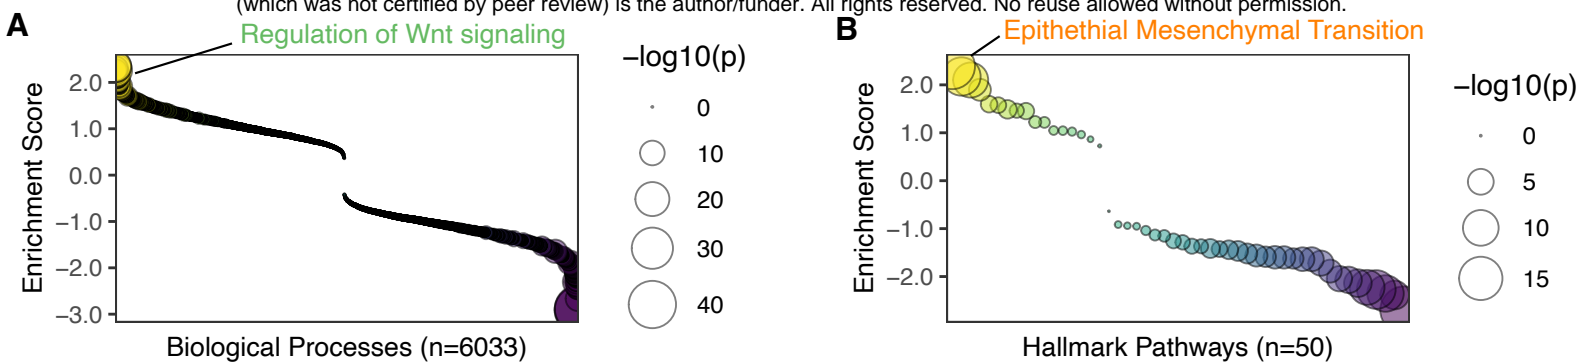 (which was not certified by peer review) is the author/funder. All rights reserved. No reuse allowed without permission.
A
Regulation of Wnt signaling
Enrichment Score
2.0
1.0
0.0
−1.0
−2.0
−3.0
Biological Processes (n=6033)
−log10(p)
0
10
20
30
40
B
Epithethial Mesenchymal Transition
Enrichment Score
2.0
1.0
0.0
−1.0
−2.0
Hallmark Pathways (n=50)
−log10(p)
0
5
10
15